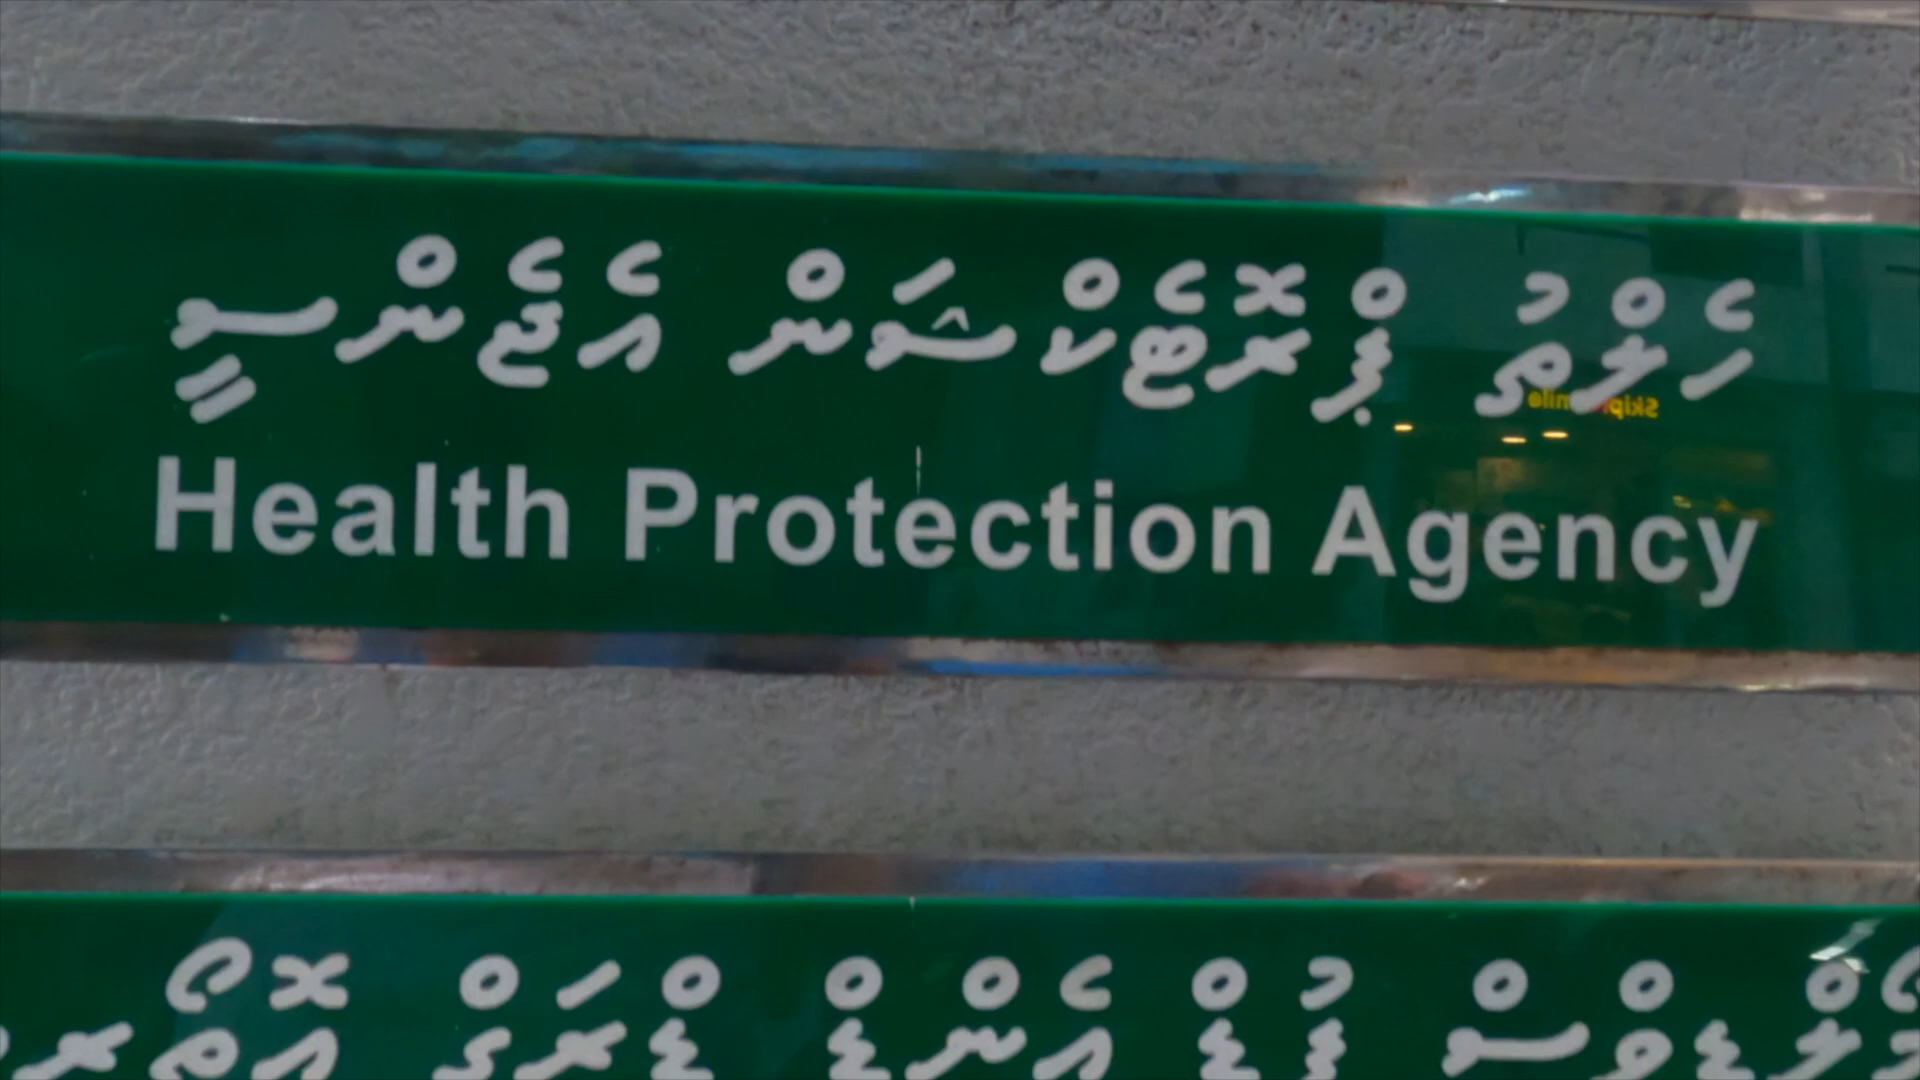 ހެލްތު ޕްރޮޓެކްޝަން އެޖެންސީ
Health Protection Agency
މޯލްޑިވްސް ފުޑް އެންޑް ޑްރަގް އޮތޯރިޓީ